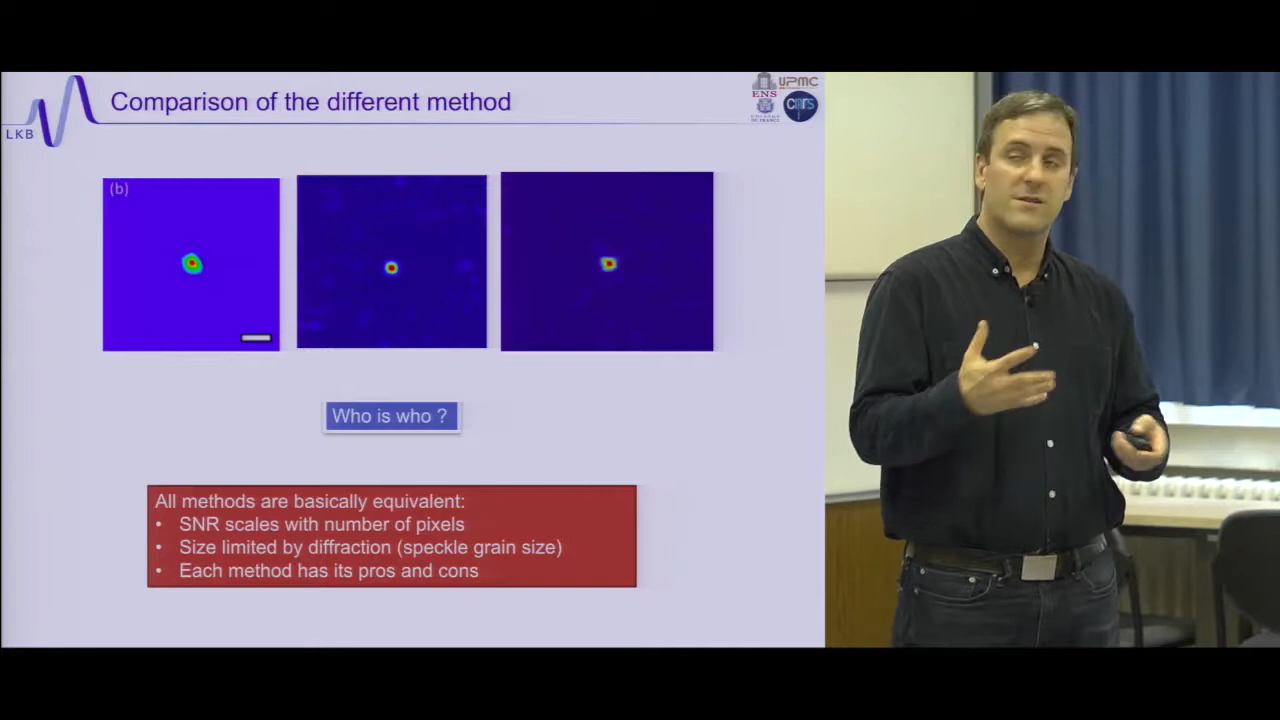 Comparison of the different method
LKB
ENS
UPMC
cnrs
(b)
Who is who ?
All methods are basically equivalent:
• SNR scales with number of pixels
• Size limited by diffraction (speckle grain size)
• Each method has its pros and cons